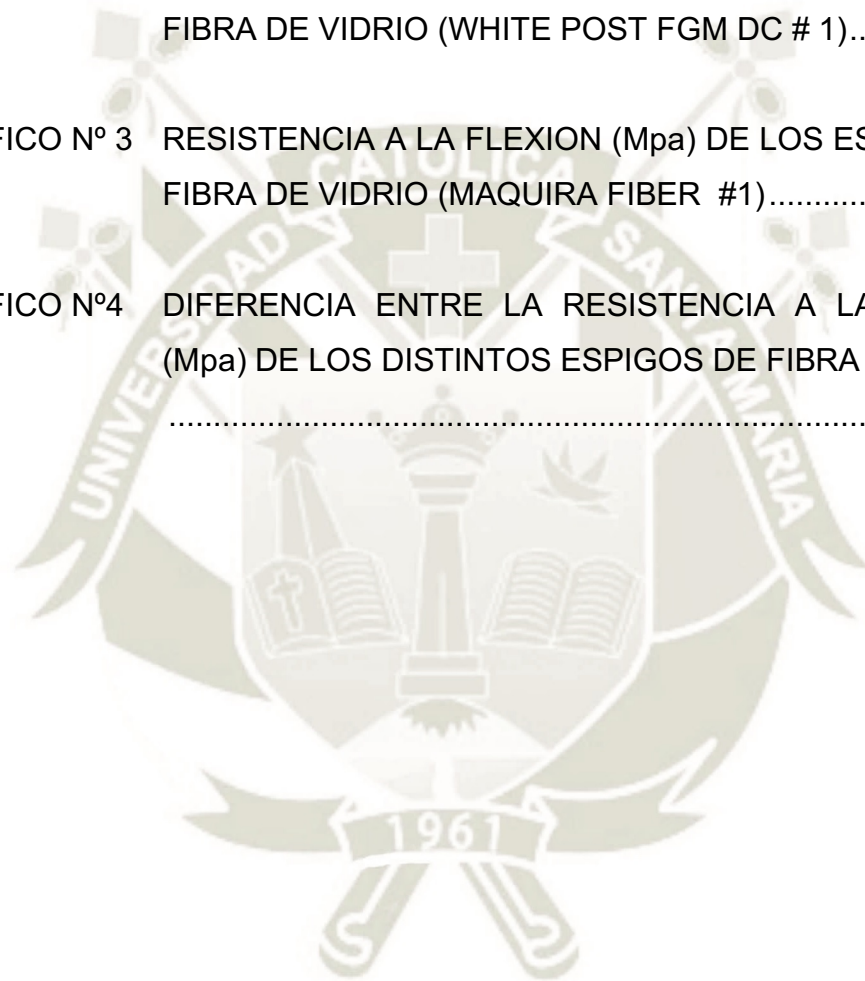 FIBRA DE VIDRIO (WHITE POST FGM DC # 1)..
FICO Nº 3 RESISTENCIA A LA FLEXION (Mpa) DE LOS ES
FIBRA DE VIDRIO (MAQUIRA FIBER #1)............
FICO Nº4 DIFERENCIA ENTRE LA RESISTENCIA A LA
(Mpa) DE LOS DISTINTOS ESPIGOS DE FIBRA
................................................................................
UNIVERSIDAD CATOLICA SANTA MARIA
1961